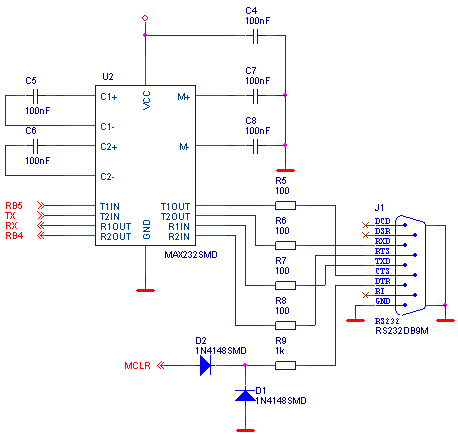 C4
100nF
U2
C5
100nF
C1+
C1-
VCC
M+
C7
100nF
C6
100nF
C2+
C2-
M-
C8
100nF
RB5
TX
RX
RB4
T1IN
T2IN
R1OUT
R2OUT
GND
T1OUT
T2OUT
R1IN
R2IN
MAX232SMD
R5
100
R6
100
R7
100
R8
100
R9
1k
J1
DCD
DSR
RXD
RTS
TXD
CTS
DTR
RI
GND
RS232
RS232DB9M
D2
1N4148SMD
MCLR
D1
1N4148SMD